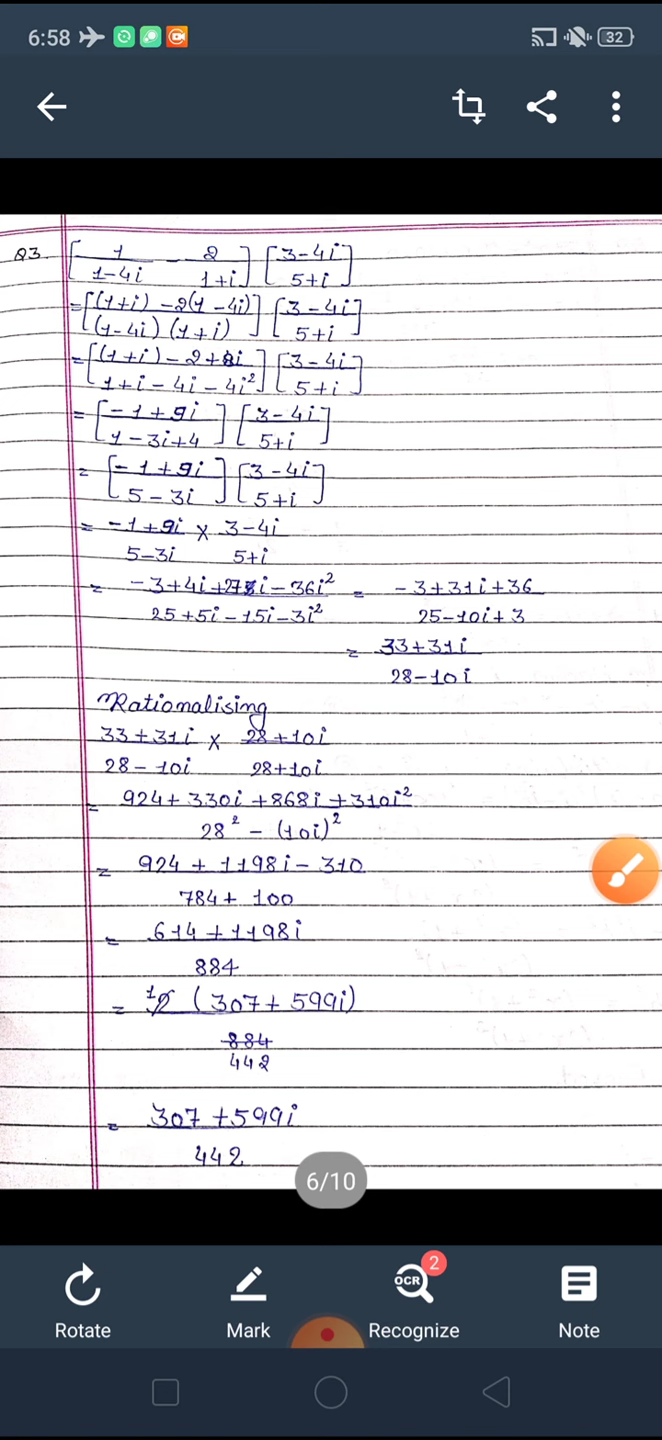 6:58 32
Q3. [1/(1-4i) - 2/(1+i)] [(3-4i)/(5+i)]
= [((1+i) -2(1-4i))/((1-4i)(1+i))] [(3-4i)/(5+i)]
= [((1+i)-2+8i)/(1+i-4i-4i²)] [(3-4i)/(5+i)]
= [(-1+9i)/(1-3i+4)] [(3-4i)/(5+i)]
= [(-1+9i)/(5-3i)] [(3-4i)/(5+i)]
= (-1+9i)/(5-3i) × (3-4i)/(5+i)
= (-3+4i+27i-36i²)/(25+5i-15i-3i²) = (-3+31i+36)/(25-10i+3)
= (33+31i)/(28-10i)
Rationalising
(33+31i)/(28-10i) × (28+10i)/(28+10i)
= (924+330i+868i+310i²)/(28² - (10i)²)
= (924+1198i-310)/(784+100)
= (614+1198i)/884
= 1 2 (307+599i)/884 442
= (307+599i)/442
6/10
2
OCR
Rotate Mark Recognize Note